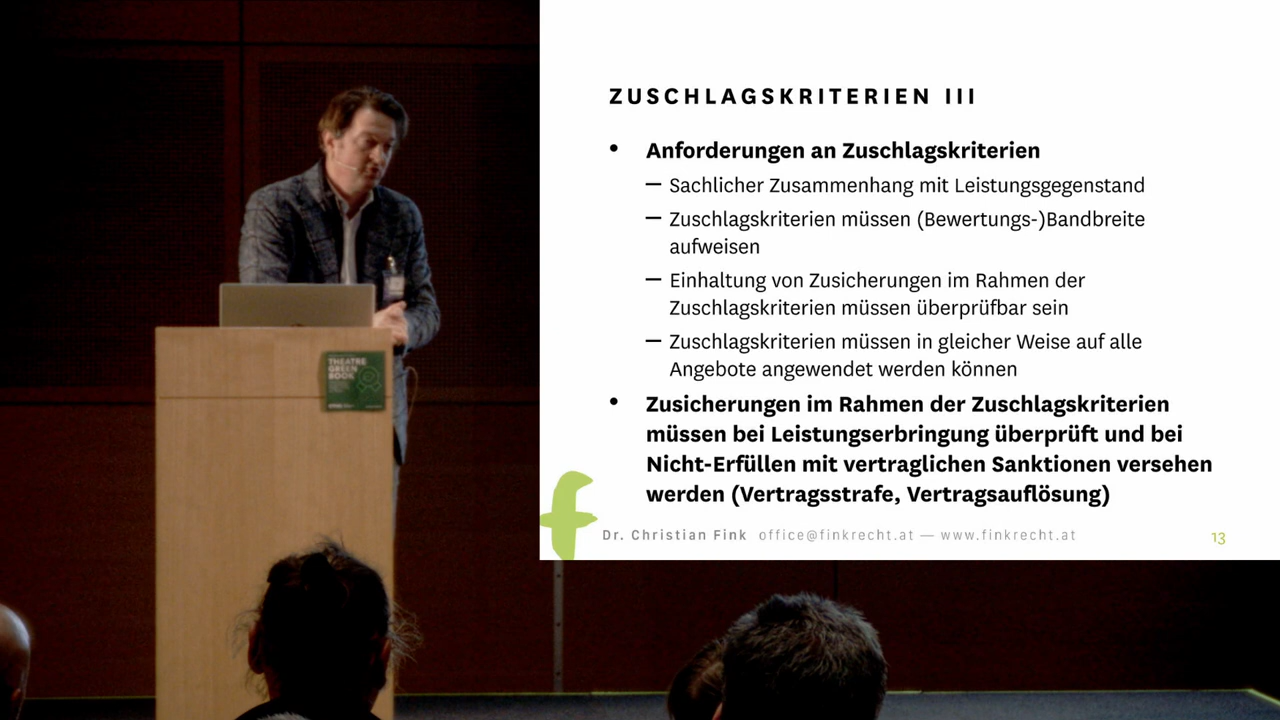 ZUSCHLAGSKRITERIEN III
• Anforderungen an Zuschlagskriterien
— Sachlicher Zusammenhang mit Leistungsgegenstand
— Zuschlagskriterien müssen (Bewertungs-)Bandbreite
aufweisen
— Einhaltung von Zusicherungen im Rahmen der
Zuschlagskriterien müssen überprüfbar sein
— Zuschlagskriterien müssen in gleicher Weise auf alle
Angebote angewendet werden können
• Zusicherungen im Rahmen der Zuschlagskriterien
müssen bei Leistungserbringung überprüft und bei
Nicht-Erfüllen mit vertraglichen Sanktionen versehen
werden (Vertragsstrafe, Vertragsauflösung)
f
Dr. Christian Fink office@finkrecht.at — www.finkrecht.at
13
THEATRE
GREEN
BOOK